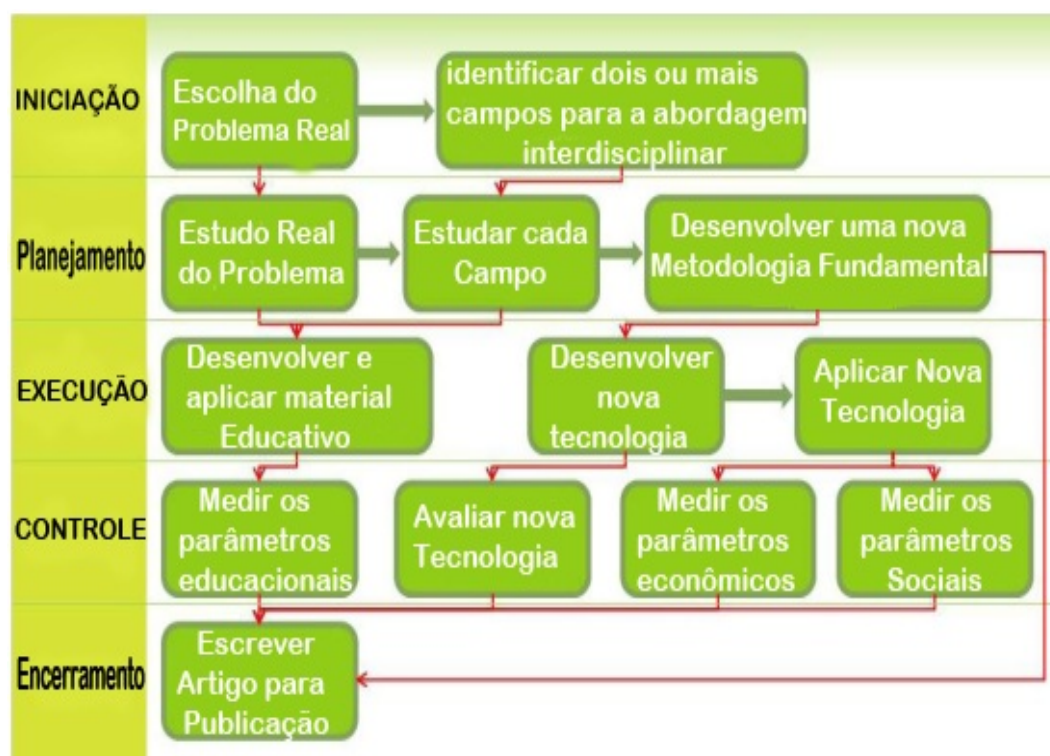 INICIAÇÃO
Escolha do
Problema Real
identificar dois ou mais
campos para a abordagem
interdisciplinar
Planejamento
Estudo Real
do Problema
Estudar cada
Campo
Desenvolver uma nova
Metodologia Fundamental
EXECUÇÃO
Desenvolver e
aplicar material
Educativo
Desenvolver
nova
tecnologia
Aplicar Nova
Tecnologia
CONTROLE
Medir os
parâmetros
educacionais
Avaliar nova
Tecnologia
Medir os
parâmetros
econômicos
Medir os
parâmetros
Sociais
Encerramento
Escrever
Artigo para
Publicação